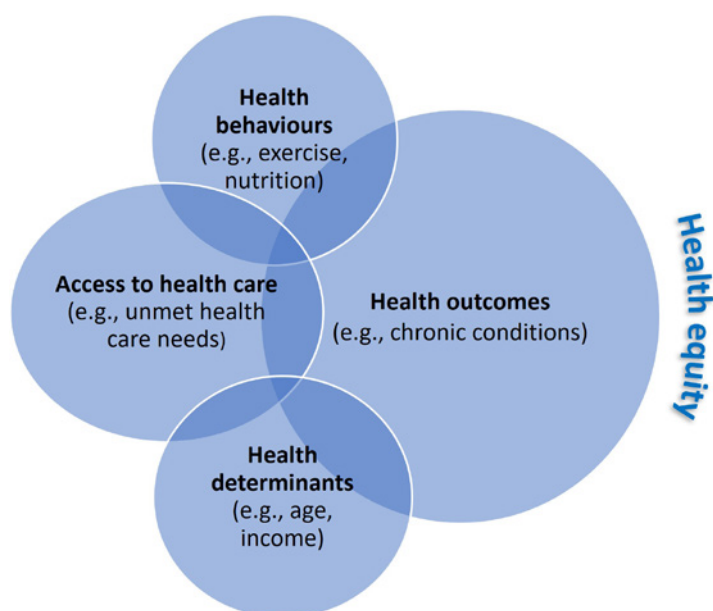 Health
behaviours
(e.g., exercise,
nutrition)
Access to health care
(e.g., unmet health
care needs)
Health outcomes
(e.g., chronic conditions)
Health equity
Health
determinants
(e.g., age,
income)